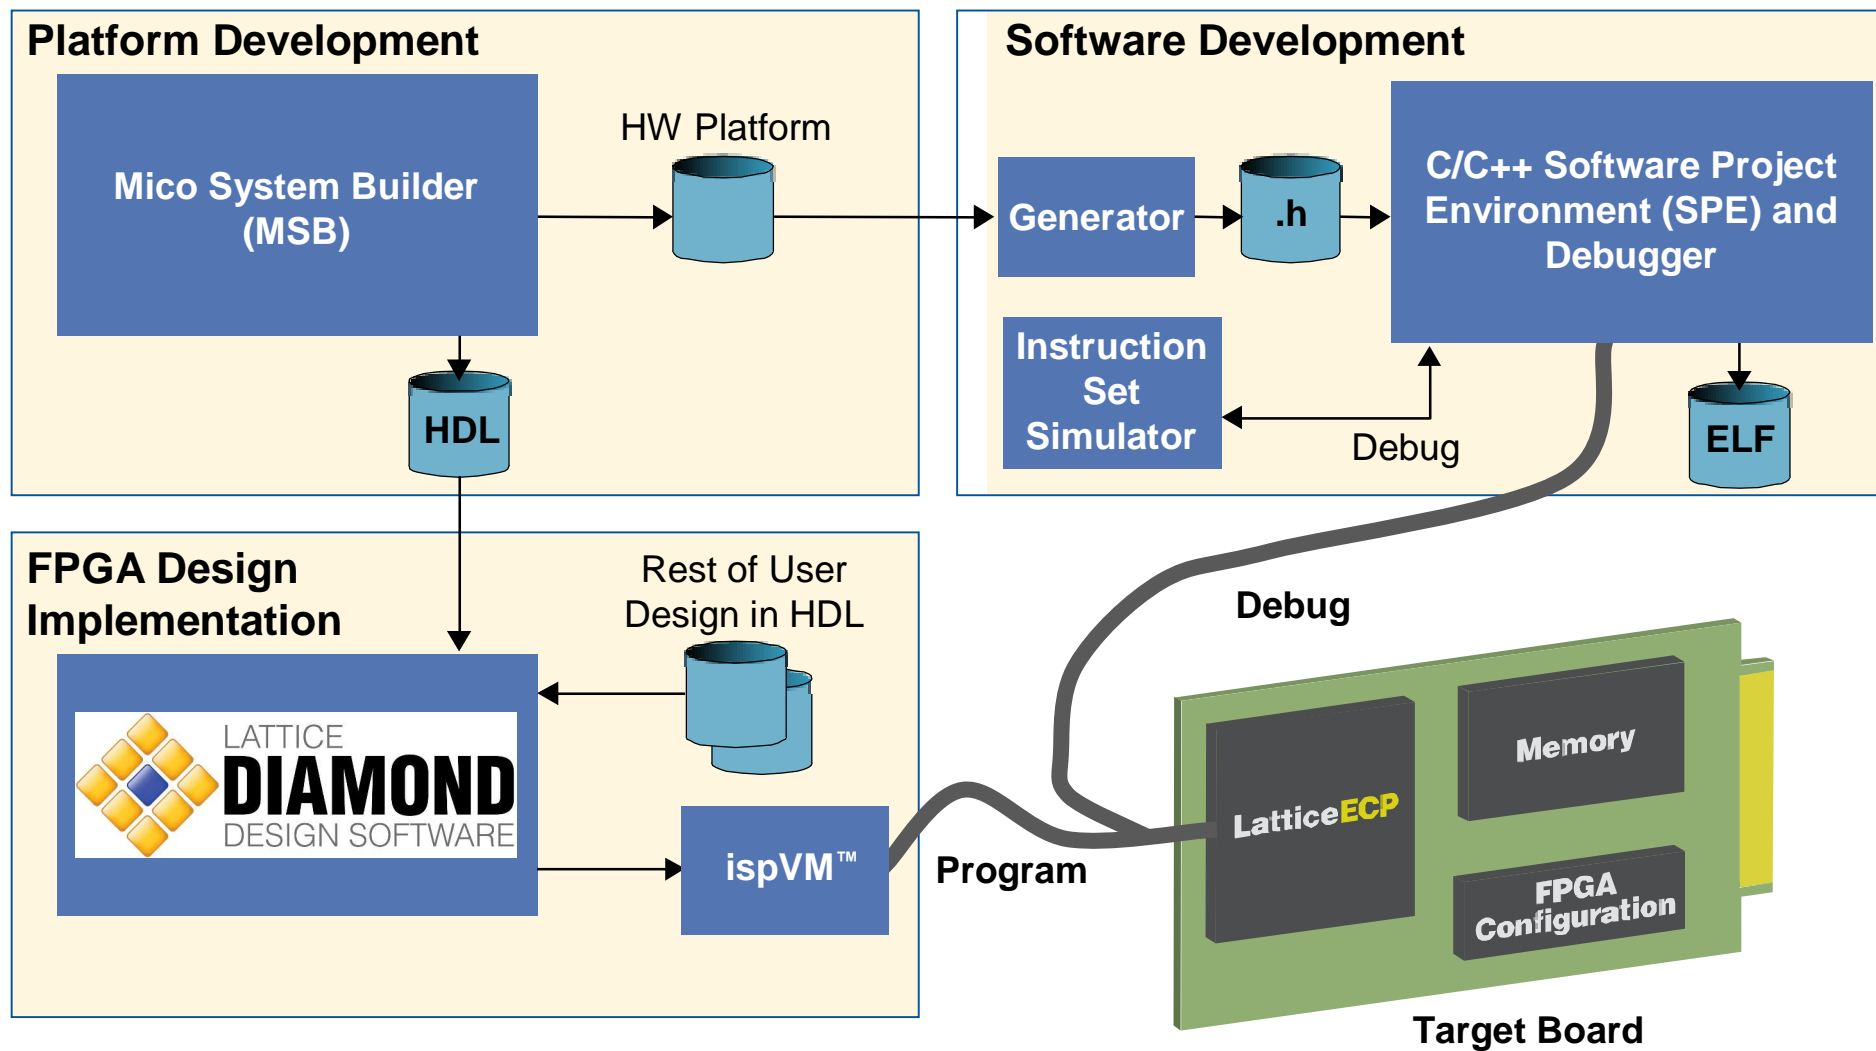 Platform Development
HW Platform
Mico System Builder
(MSB)
HDL
Software Development
Generator
.h
C/C++ Software Project
Environment (SPE) and
Debugger
Instruction
Set
Simulator
Debug
ELF
FPGA Design
Implementation
Rest of User
Design in HDL
LATTICE
DIAMOND
DESIGN SOFTWARE
ispVM™
Program
Debug
LatticeECP
Memory
FPGA
Configuration
Target Board